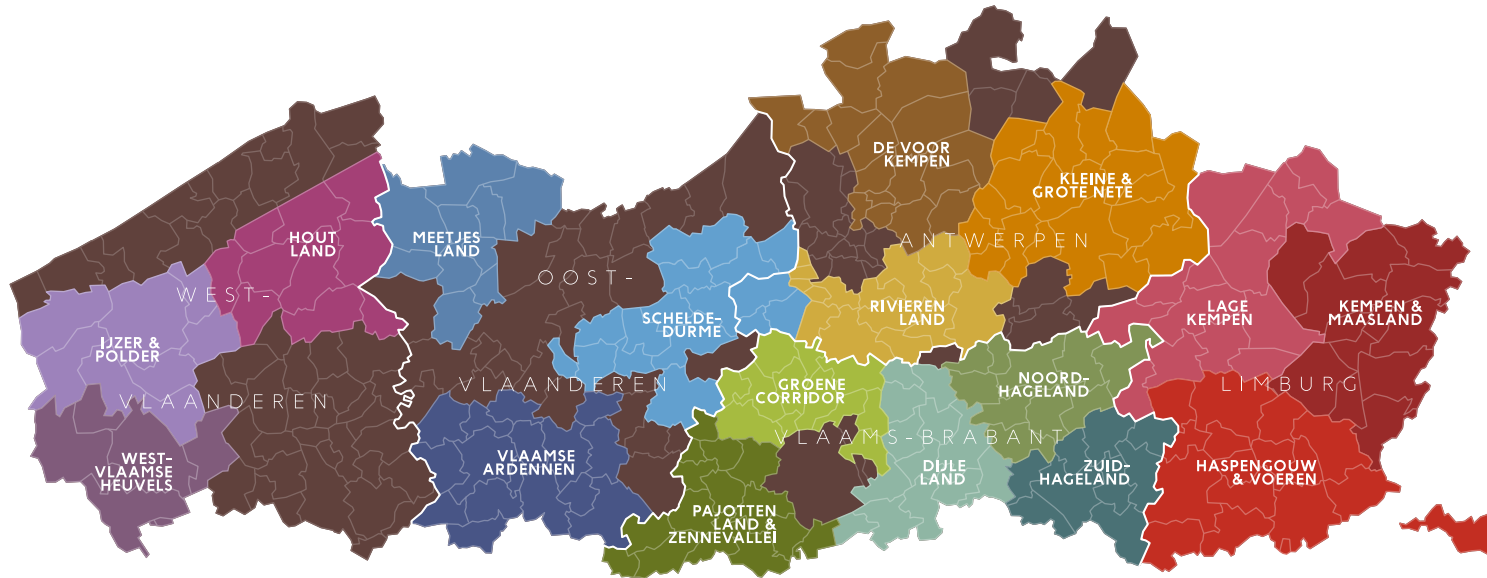 DE VOOR
KEMPEN
KLEINE &
GROTE NETE
HOUT
LAND
MEETJES
LAND
ANTWERPEN
OOST-
WEST-
RIVIEREN
LAND
SCHELDE-
DURME
LAGE
KEMPEN
KEMPEN &
MAASLAND
IJZER &
POLDER
VLAANDEREN
VLAANDEREN
GROENE
CORRIDOR
NOORD-
HAGELAND
LIMBURG
VLAAMS-BRABANT
WEST-
VLAAMSE
HEUVELS
VLAAMSE
ARDENNEN
DIJLE
LAND
ZUID-
HAGELAND
HASPENGOUW
& VOEREN
PAJOTTEN
LAND &
ZENNEVALLEI